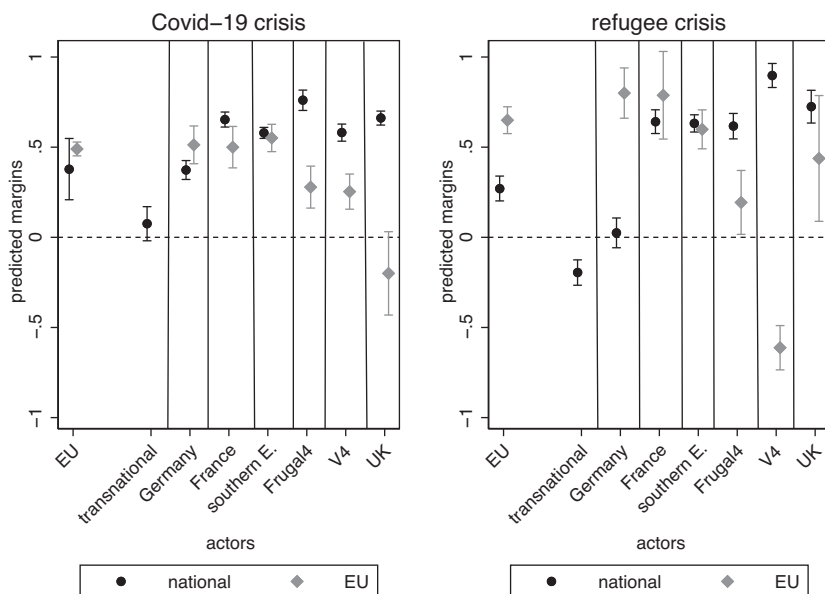 Covid−19 crisis
refugee crisis
predicted margins
1
.5
0
−.5
−1
EU
transnational
Germany
France
southern E.
Frugal4
V4
UK
actors
national
EU
predicted margins
1
.5
0
−.5
−1
EU
transnational
Germany
France
southern E.
Frugal4
V4
UK
actors
national
EU